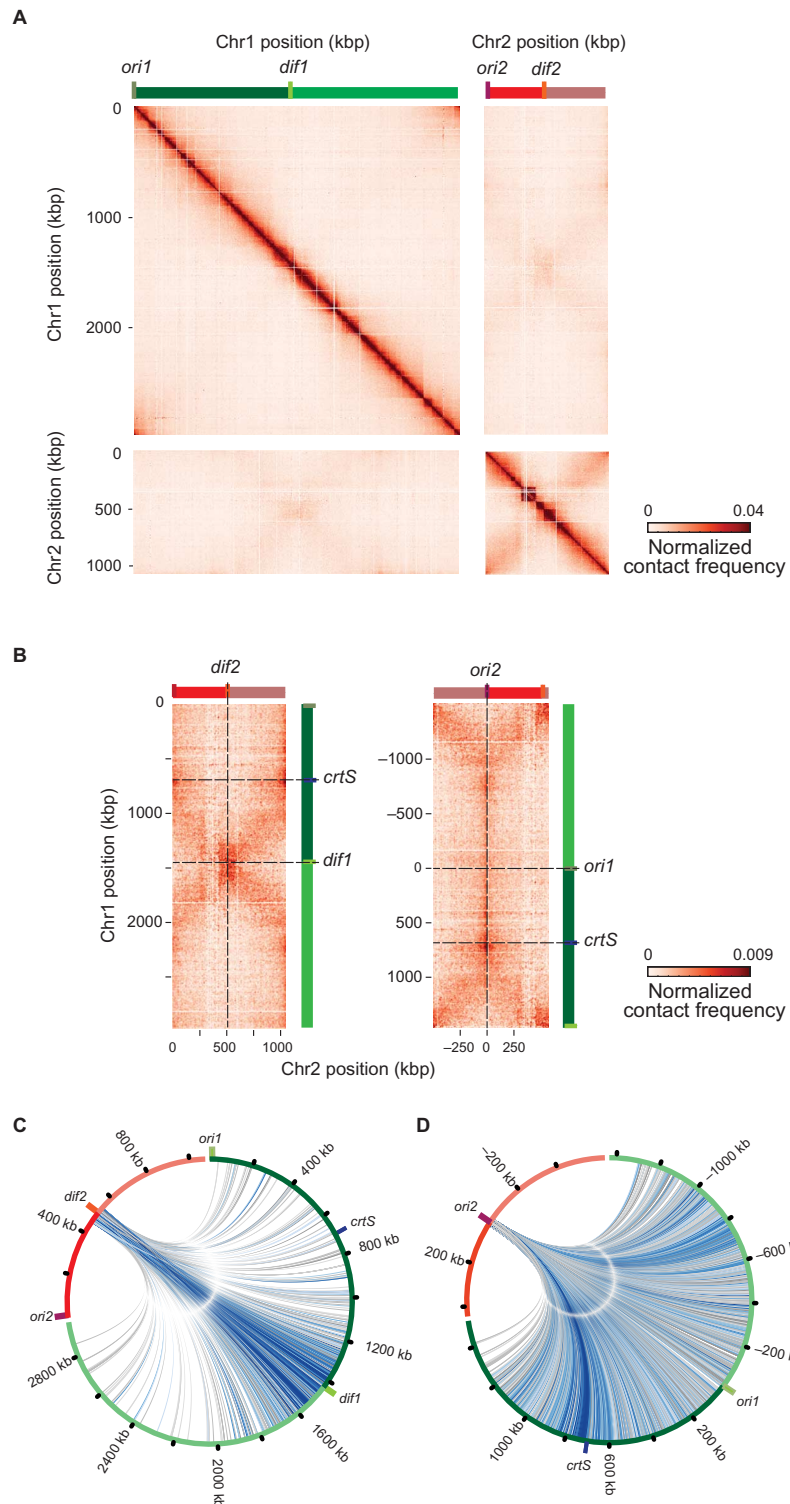 A
Chr1 position (kbp)
Chr2 position (kbp)
ori1
dif1
ori2
dif2
0
1000
2000
Chr1 position (kbp)
0
500
1000
Chr2 position (kbp)
0
0.04
Normalized
contact frequency
B
dif2
ori2
0
1000
2000
Chr1 position (kbp)
crtS
dif1
–1000
–500
0
500
1000
ori1
crtS
0
500
1000
–250
0
250
Chr2 position (kbp)
0
0.009
Normalized
contact frequency
C
ori1
400 kb
crtS
800 kb
1200 kb
dif1
1600 kb
2000 kb
2400 kb
2800 kb
ori2
400 kb
dif2
800 kb
D
–1000 kb
–600 k
–200 k
ori1
200 kb
600 kb
crtS
1000 kb
200 kb
ori2
–200 kb